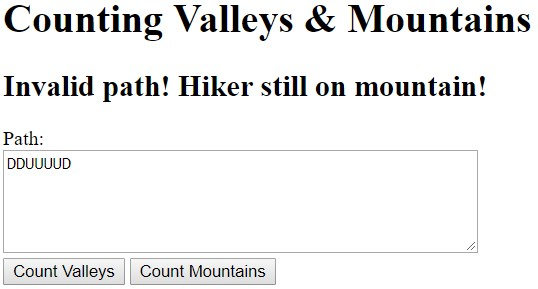 Counting Valleys & Mountains
Invalid path! Hiker still on mountain!
Path:
DDUUUUD
Count Valleys Count Mountains